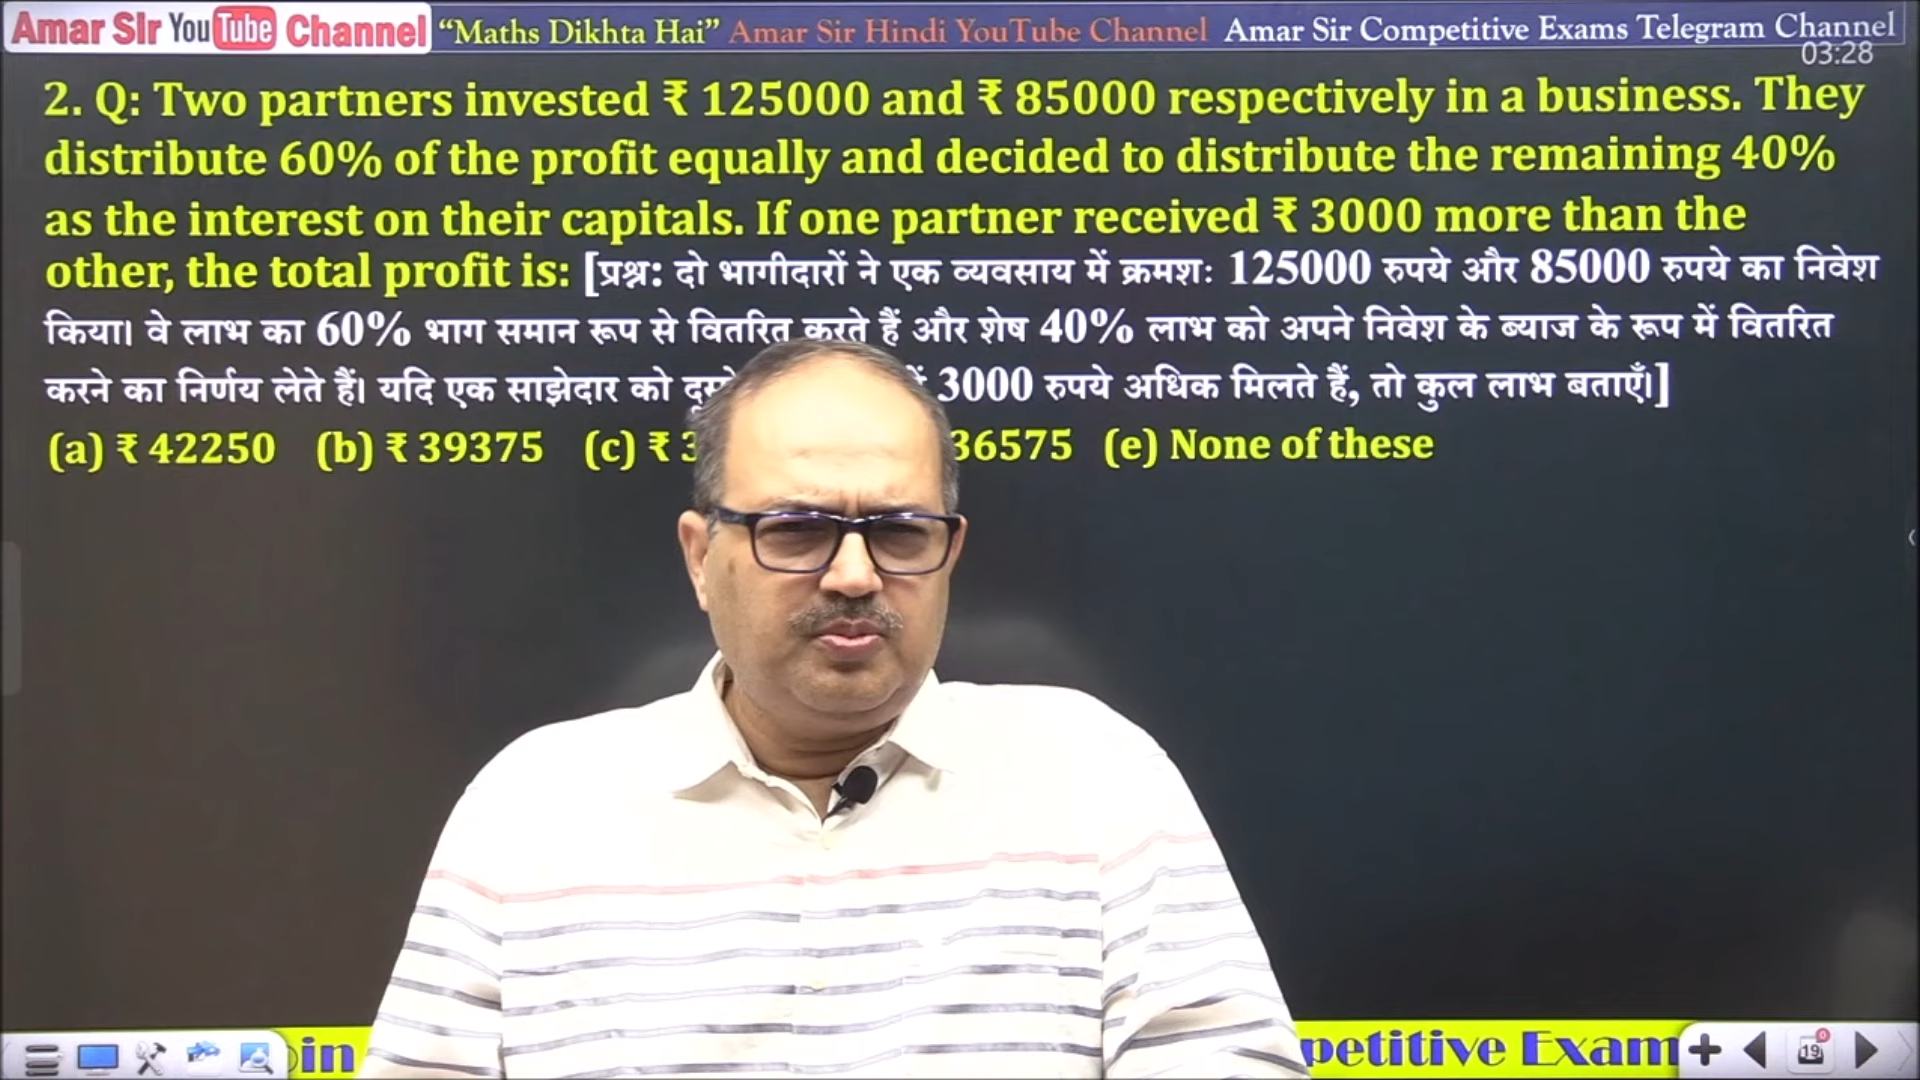 Amar Sir YouTube Channel "Maths Dikhta Hai" Amar Sir Hindi YouTube Channel Amar Sir Competitive Exams Telegram Channel
03:28
2. Q: Two partners invested ₹ 125000 and ₹ 85000 respectively in a business. They
distribute 60% of the profit equally and decided to distribute the remaining 40%
as the interest on their capitals. If one partner received ₹ 3000 more than the
other, the total profit is: [प्रश्न: दो भागीदारों ने एक व्यवसाय में क्रमशः 125000 रुपये और 85000 रुपये का निवेश
किया। वे लाभ का 60% भाग समान रूप से वितरित करते हैं और शेष 40% लाभ को अपने निवेश के ब्याज के रूप में वितरित
करने का निर्णय लेते हैं। यदि एक साझेदार को 3000 रुपये अधिक मिलते हैं, तो कुल लाभ बताएँ।]
(a) ₹ 42250 (b) ₹ 39375 (c) ₹ 3 36575 (e) None of these
in petitive Exam
19